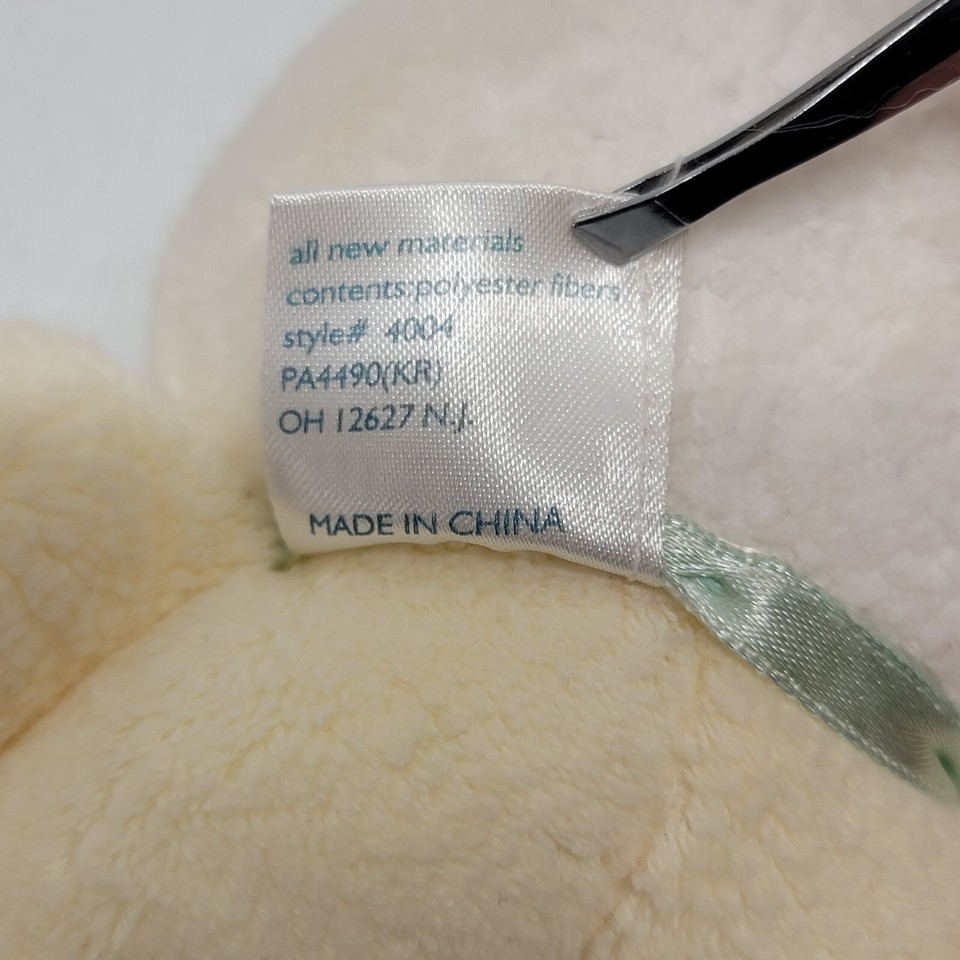 all new materials
contents:polyester fibers
style# 4004
PA4490(KR)
OH 12627 N.J.
MADE IN CHINA